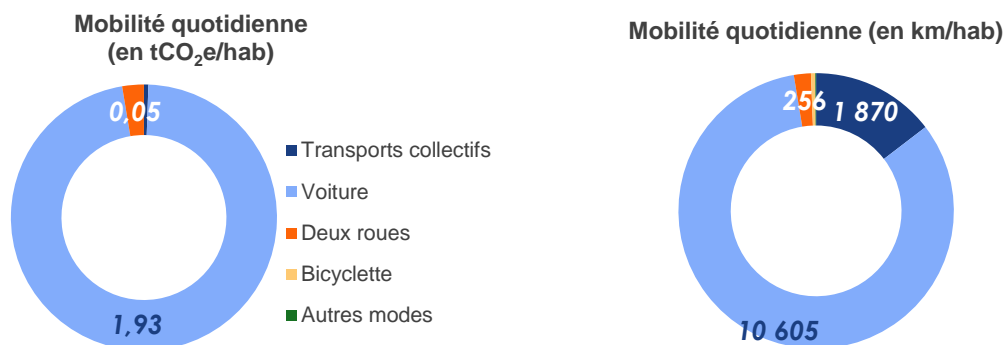 Mobilité quotidienne
(en tCO₂e/hab)
0,05
1,93
Transports collectifs
Voiture
Deux roues
Bicyclette
Autres modes
Mobilité quotidienne (en km/hab)
256
1 870
10 605